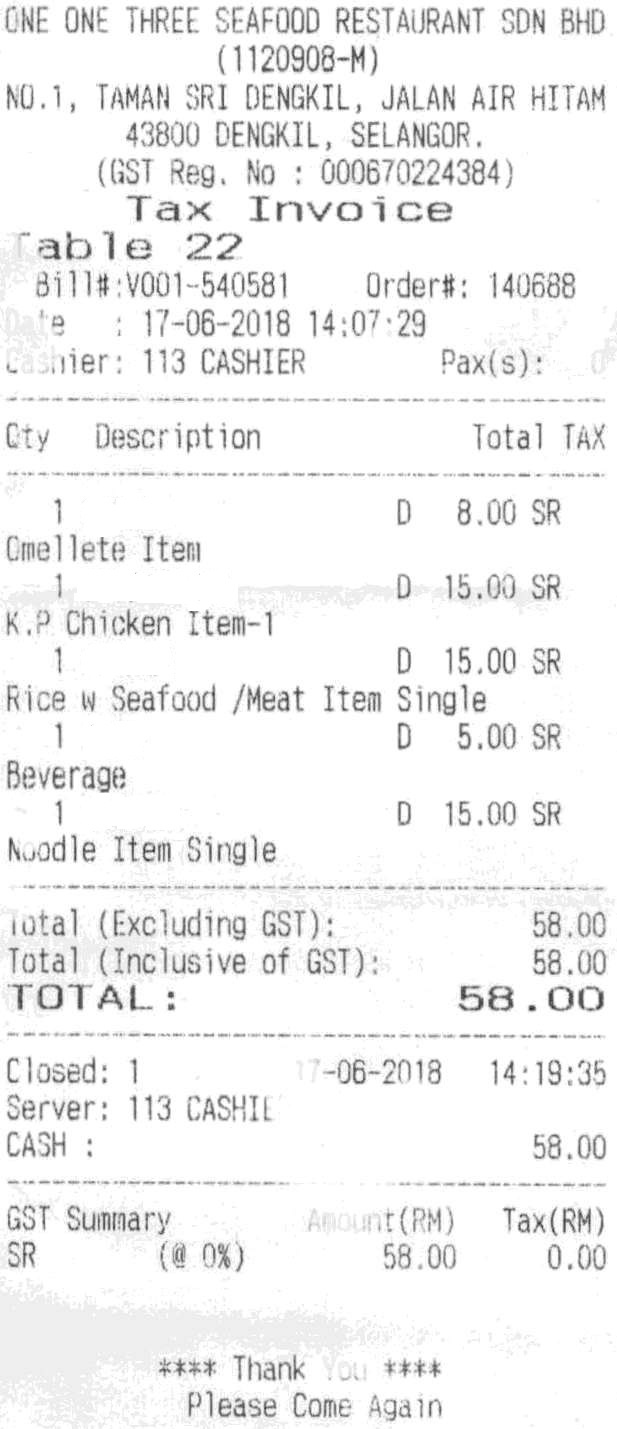 ONE ONE THREE SEAFOOD RESTAURANT SDN BHD
(1120908-M)
NO.1, TAMAN SRI DENGKIL, JALAN AIR HITAM
43800 DENGKIL, SELANGOR.
(GST Reg. No : 000670224384)
Tax Invoice
Table 22
Bill#:V001-540581 Order#: 140688
Date : 17-06-2018 14:07:29
Cashier: 113 CASHIER Pax(s): 0
Qty Description Total TAX
1 D 8.00 SR
Omellete Item
1 D 15.00 SR
K.P Chicken Item-1
1 D 15.00 SR
Rice w Seafood /Meat Item Single
1 D 5.00 SR
Beverage
1 D 15.00 SR
Noodle Item Single
Total (Excluding GST): 58.00
Total (Inclusive of GST): 58.00
TOTAL: 58.00
Closed: 1 17-06-2018 14:19:35
Server: 113 CASHIE
CASH : 58.00
GST Summary Amount(RM) Tax(RM)
SR (@ 0%) 58.00 0.00
**** Thank You ****
Please Come Again